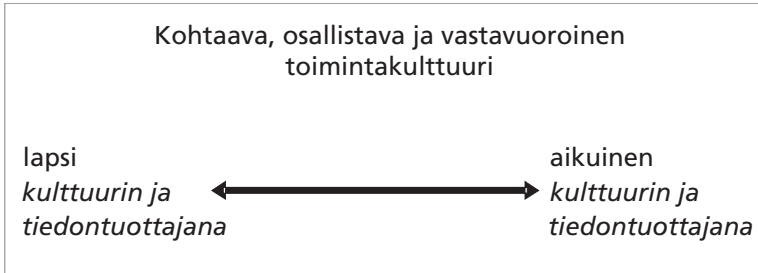 Kohtaava, osallistava ja vastavuoroinen
toimintakulttuuri
lapsi
kulttuurin ja
tiedontuottajana
aikuinen
kulttuurin ja
tiedontuottajana